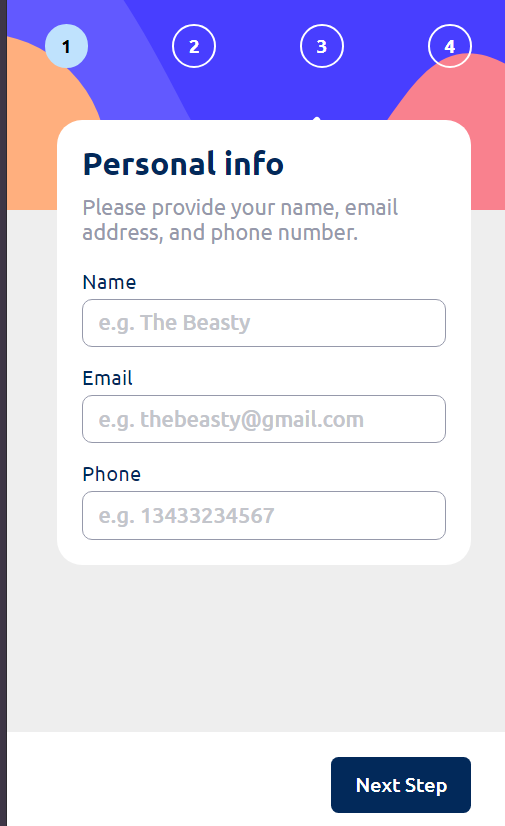 1 2 3 4
Personal info
Please provide your name, email
address, and phone number.
Name
e.g. The Beasty
Email
e.g. thebeasty@gmail.com
Phone
e.g. 13433234567
Next Step